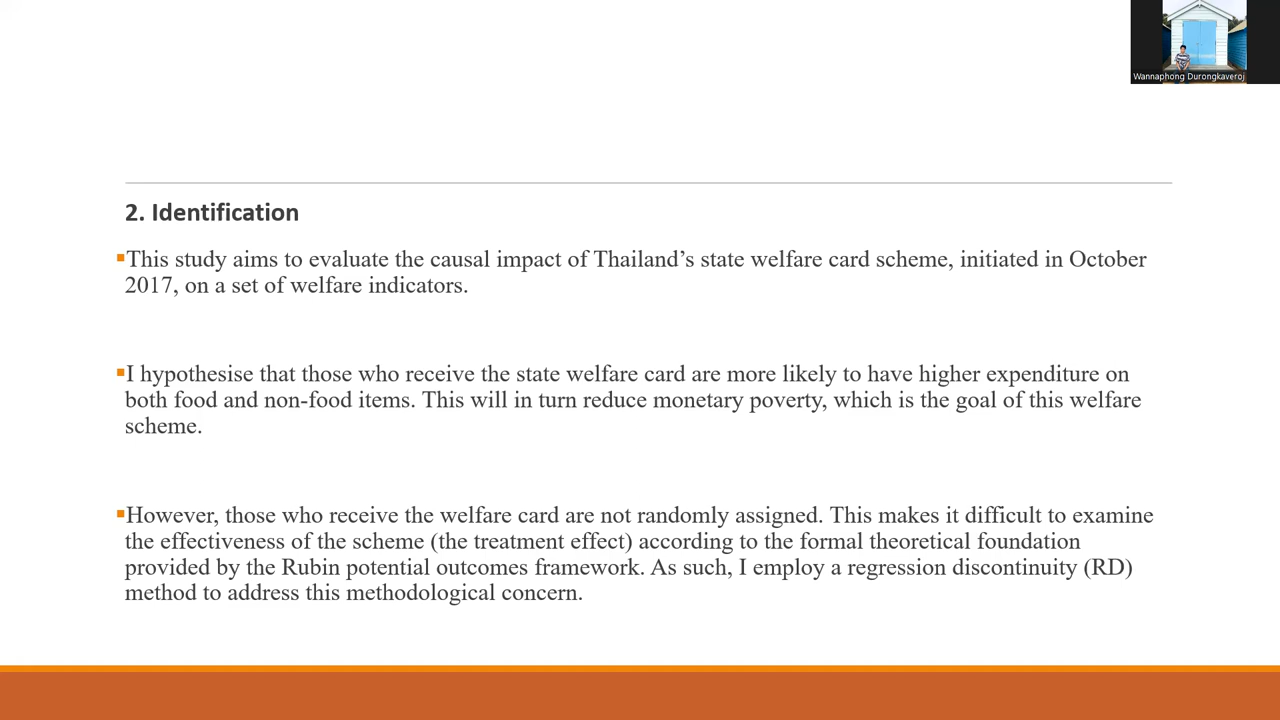 Wannaphong Durongkaveroj
2. Identification
▪This study aims to evaluate the causal impact of Thailand’s state welfare card scheme, initiated in October
2017, on a set of welfare indicators.
▪I hypothesise that those who receive the state welfare card are more likely to have higher expenditure on
both food and non-food items. This will in turn reduce monetary poverty, which is the goal of this welfare
scheme.
▪However, those who receive the welfare card are not randomly assigned. This makes it difficult to examine
the effectiveness of the scheme (the treatment effect) according to the formal theoretical foundation
provided by the Rubin potential outcomes framework. As such, I employ a regression discontinuity (RD)
method to address this methodological concern.